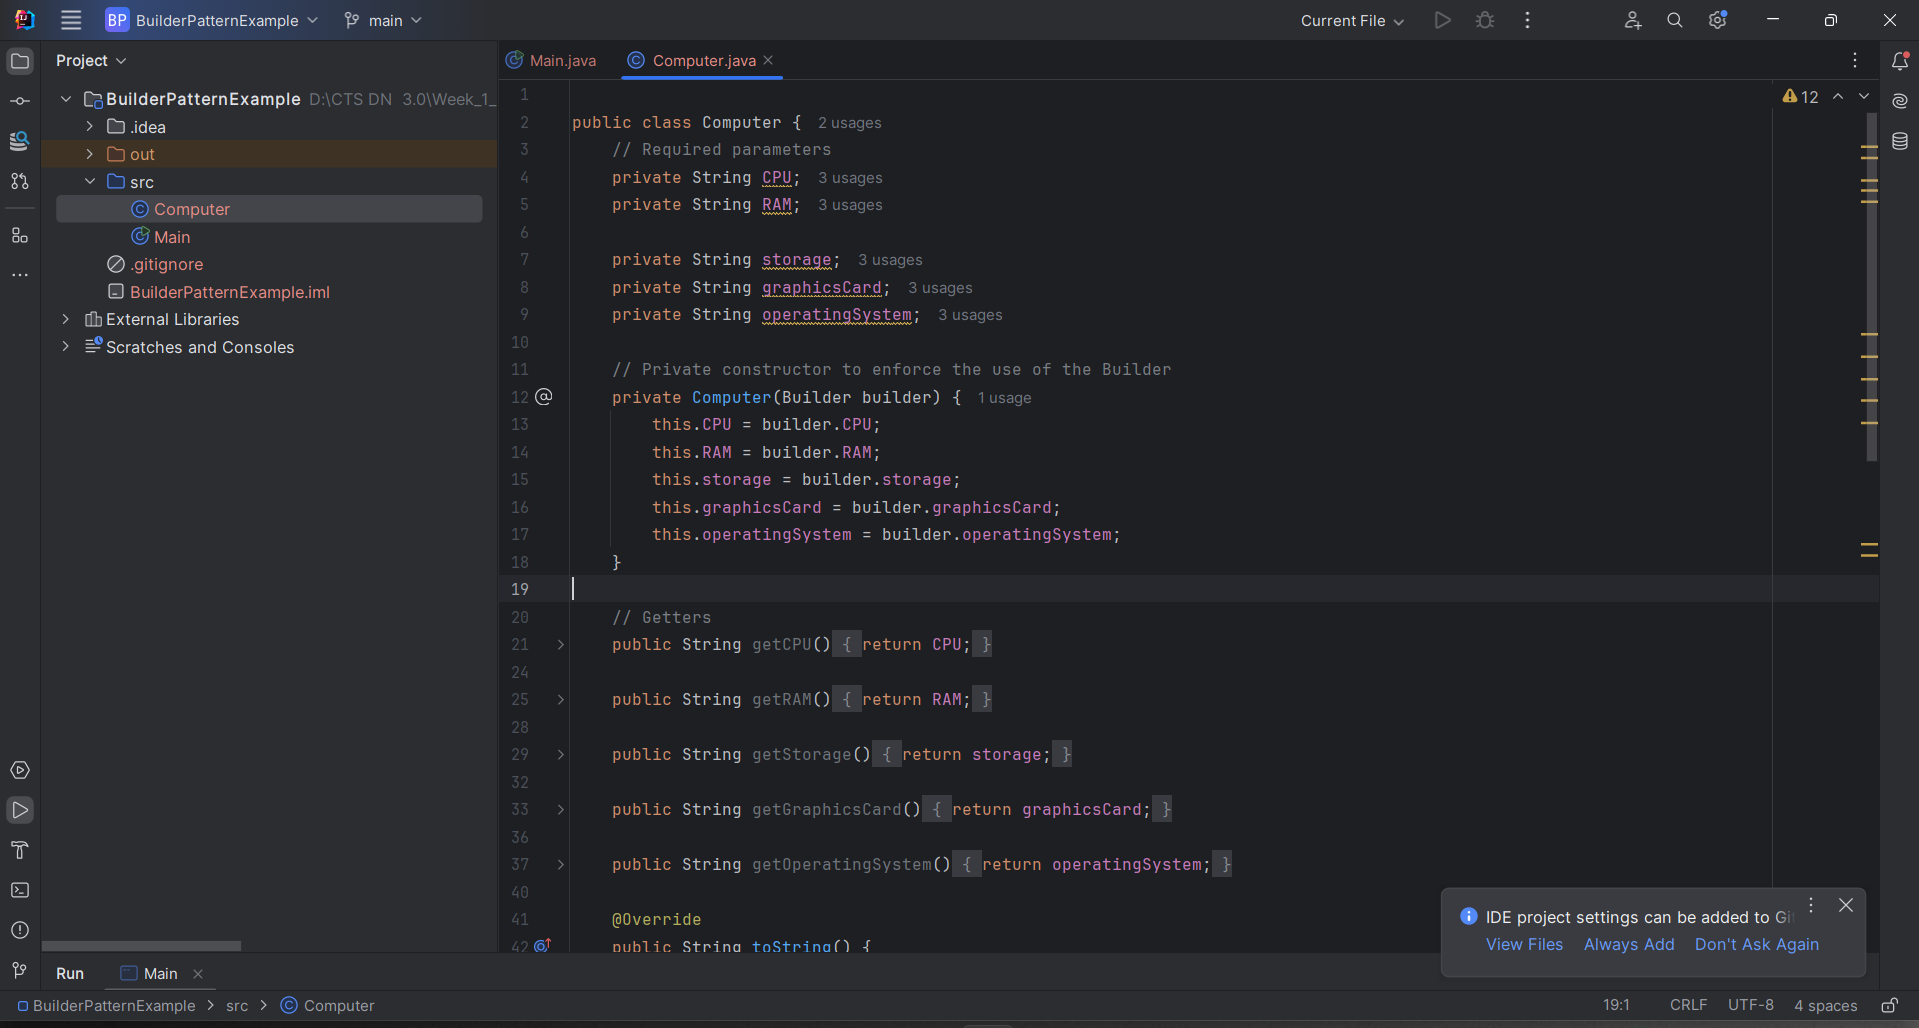 BP BuilderPatternExample main Current File
Project
Main.java Computer.java
BuilderPatternExample D:\CTS DN 3.0\Week_1_
.idea
out
src
Computer
Main
.gitignore
BuilderPatternExample.iml
External Libraries
Scratches and Consoles
12
1
2 public class Computer { 2 usages
3 // Required parameters
4 private String CPU; 3 usages
5 private String RAM; 3 usages
6
7 private String storage; 3 usages
8 private String graphicsCard; 3 usages
9 private String operatingSystem; 3 usages
10
11 // Private constructor to enforce the use of the Builder
12 private Computer(Builder builder) { 1 usage
13 this.CPU = builder.CPU;
14 this.RAM = builder.RAM;
15 this.storage = builder.storage;
16 this.graphicsCard = builder.graphicsCard;
17 this.operatingSystem = builder.operatingSystem;
18 }
19
20 // Getters
21 public String getCPU() { return CPU; }
24
25 public String getRAM() { return RAM; }
28
29 public String getStorage() { return storage; }
32
33 public String getGraphicsCard() { return graphicsCard; }
36
37 public String getOperatingSystem() { return operatingSystem; }
40
41 @Override
42 public String toString() {
IDE project settings can be added to Git
View Files Always Add Don't Ask Again
Run Main
BuilderPatternExample > src > Computer 19:1 CRLF UTF-8 4 spaces